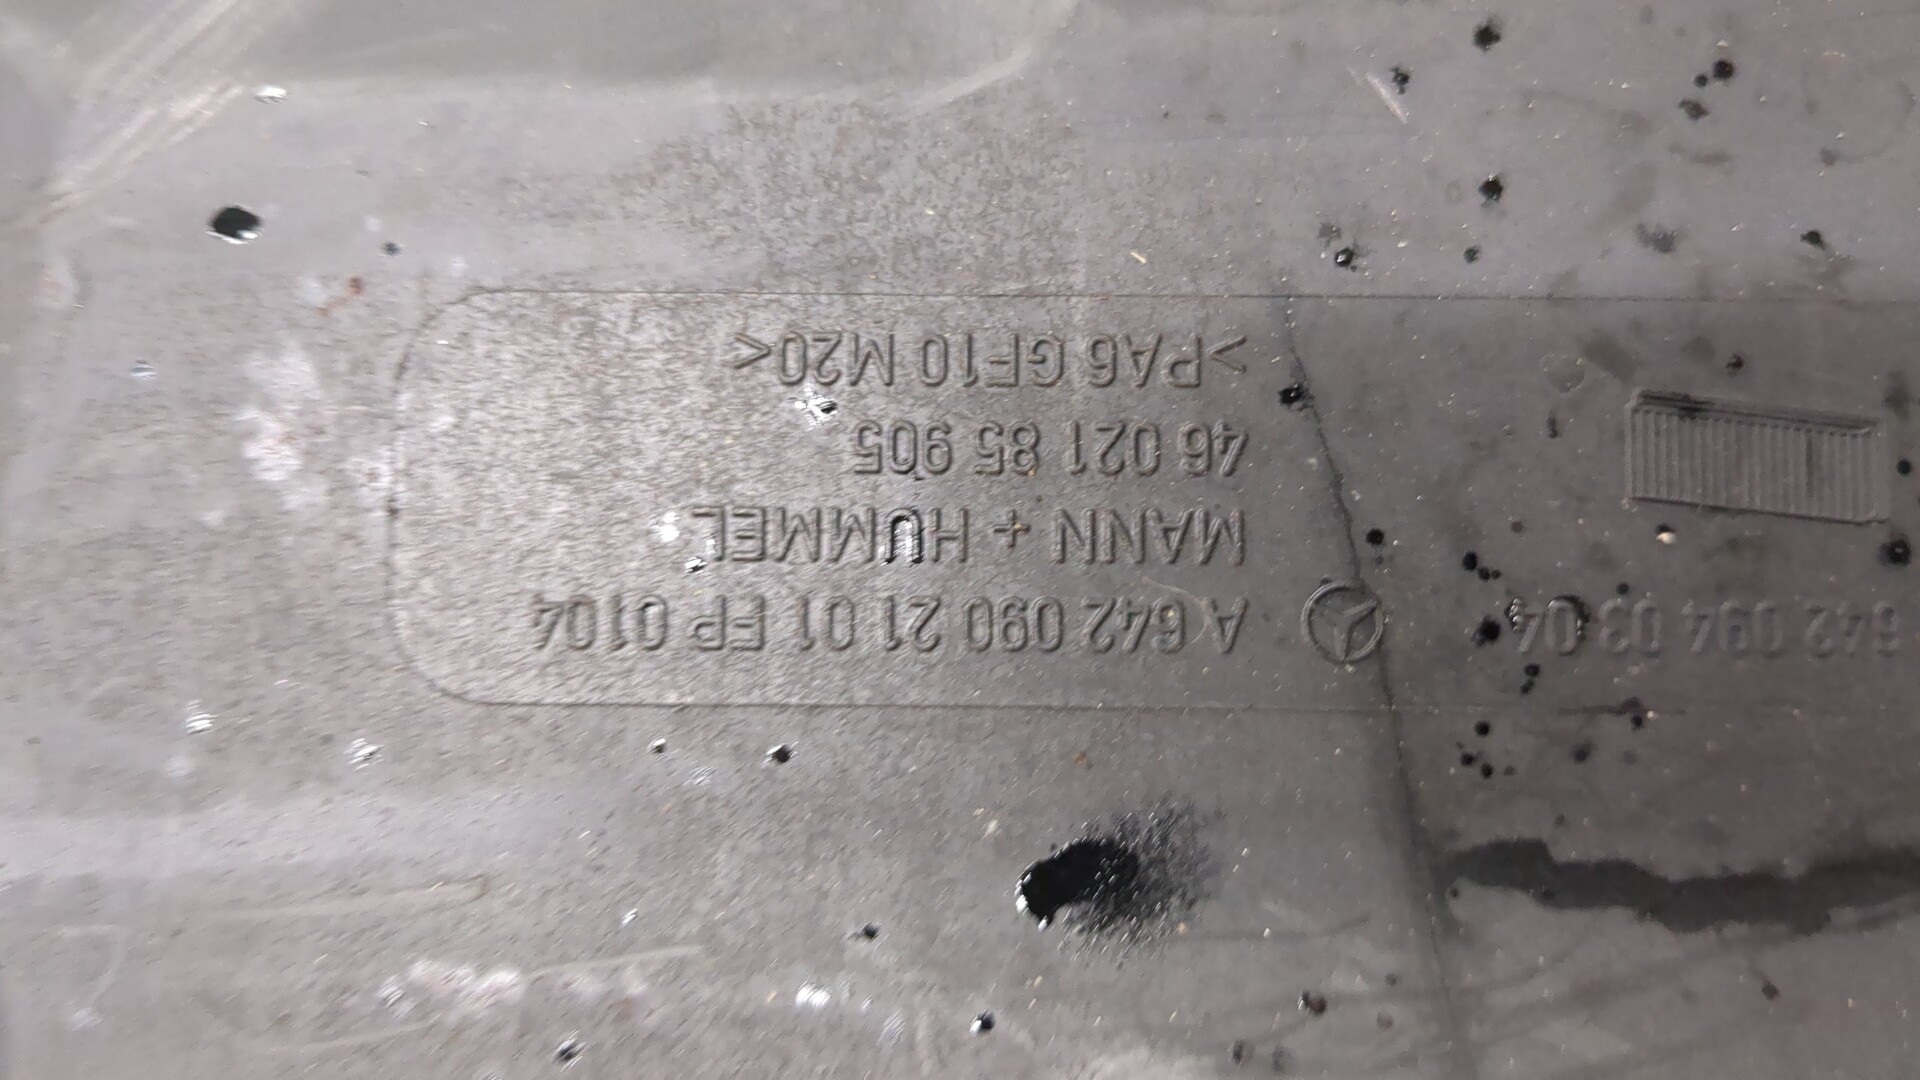 642 094 03 04
A 642 090 21 01 FP 0104
MANN + HUMMEL
46 021 85 905
>PA6 GF10 M20<